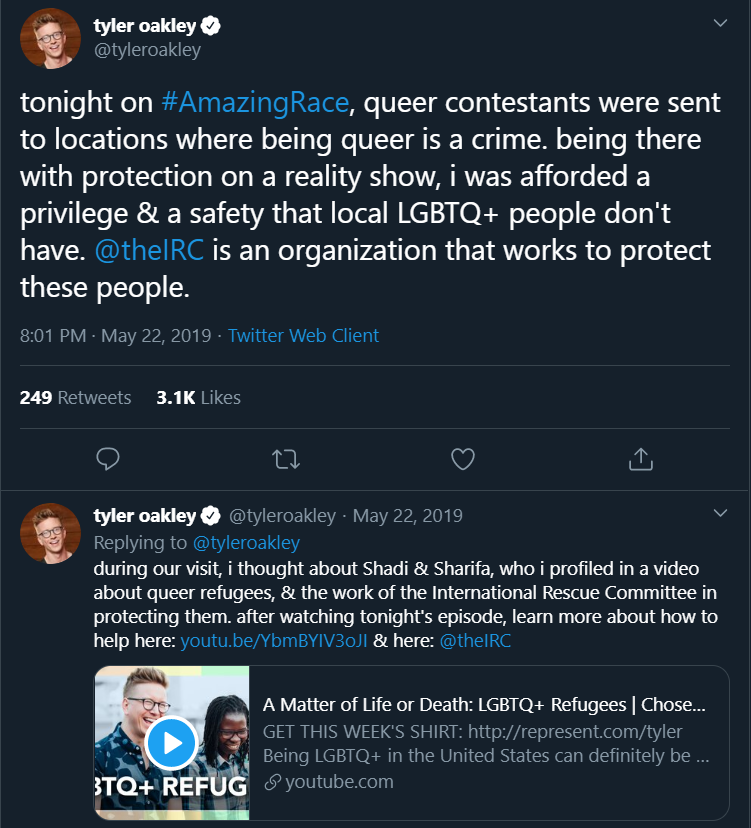 tyler oakley
@tyleroakley
tonight on #AmazingRace, queer contestants were sent
to locations where being queer is a crime. being there
with protection on a reality show, i was afforded a
privilege & a safety that local LGBTQ+ people don't
have. @theIRC is an organization that works to protect
these people.
8:01 PM · May 22, 2019 · Twitter Web Client
249 Retweets 3.1K Likes
tyler oakley @tyleroakley · May 22, 2019
Replying to @tyleroakley
during our visit, i thought about Shadi & Sharifa, who i profiled in a video
about queer refugees, & the work of the International Rescue Committee in
protecting them. after watching tonight's episode, learn more about how to
help here: youtu.be/YbmBYIV3oJI & here: @theIRC
BTQ+ REFUG
A Matter of Life or Death: LGBTQ+ Refugees | Chose...
GET THIS WEEK'S SHIRT: http://represent.com/tyler
Being LGBTQ+ in the United States can definitely be ...
youtube.com